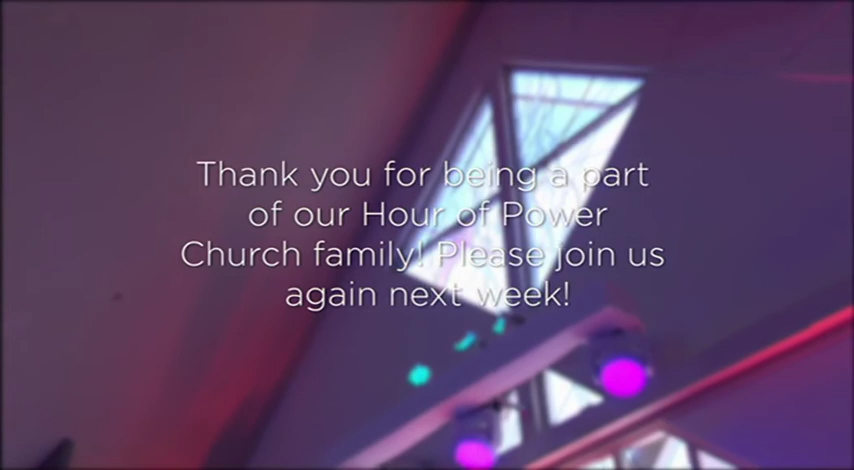 Thank you for being a part
of our Hour of Power
Church family! Please join us
again next week!